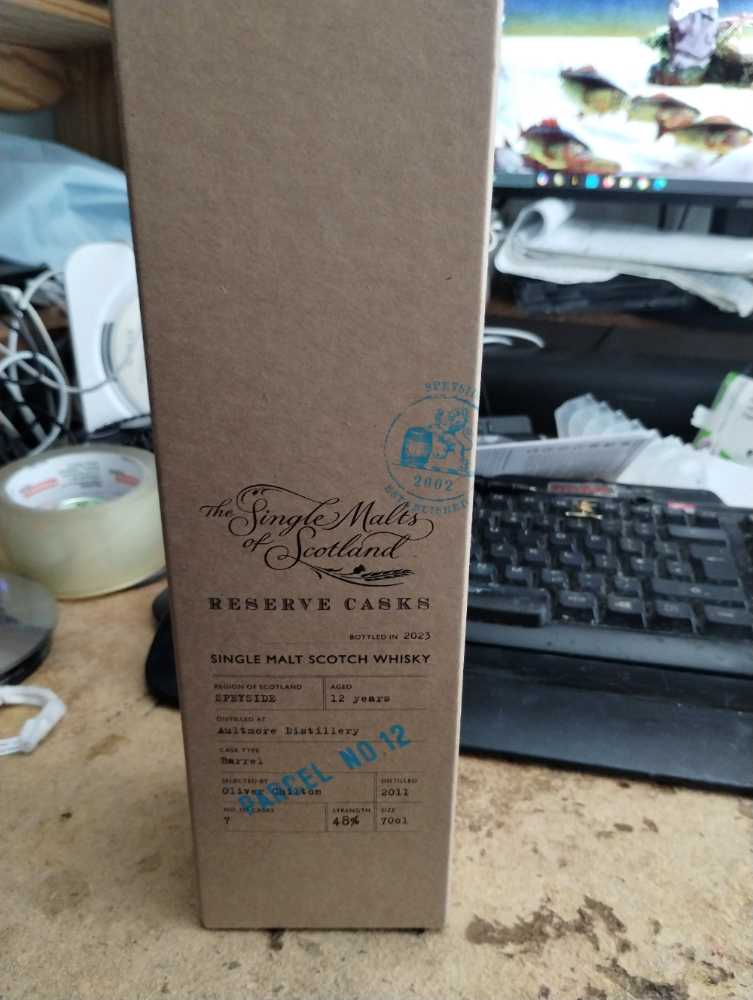 SPEYSIDE
2002
ESTABLISHED
The Single Malts
of Scotland
RESERVE CASKS
BOTTLED IN 2023
SINGLE MALT SCOTCH WHISKY
REGION OF SCOTLAND
SPEYSIDE
AGED
12 years
DISTILLED AT
Aultmore Distillery
CASK TYPE
Barrel
PARCEL NO.12
SELECTED BY
Oliver Chilton
DISTILLED
2011
NO. OF CASKS
7
STRENGTH
48%
SIZE
70cl